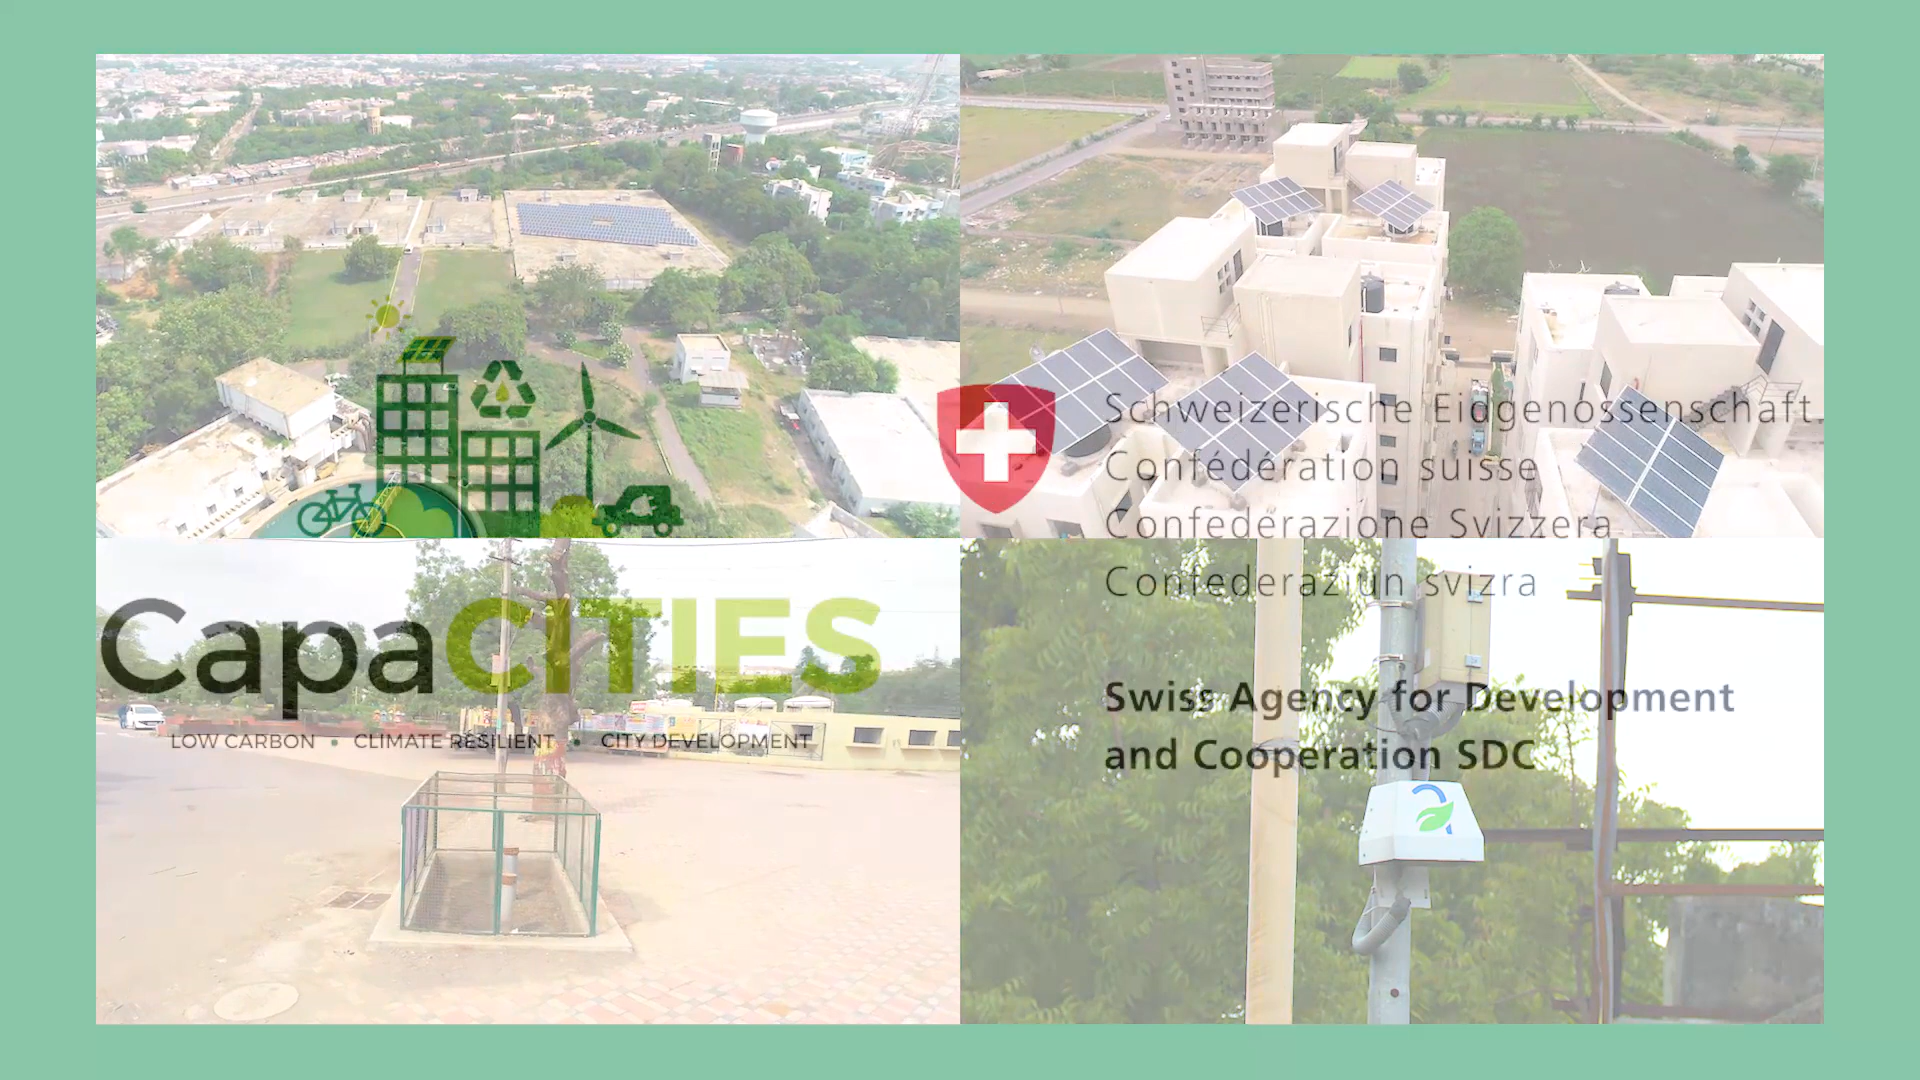 CapaCITIES
LOW CARBON • CLIMATE RESILIENT • CITY DEVELOPMENT
Schweizerische Eidgenossenschaft
Confédération suisse
Confederazione Svizzera
Confederaziun svizra
Swiss Agency for Development
and Cooperation SDC